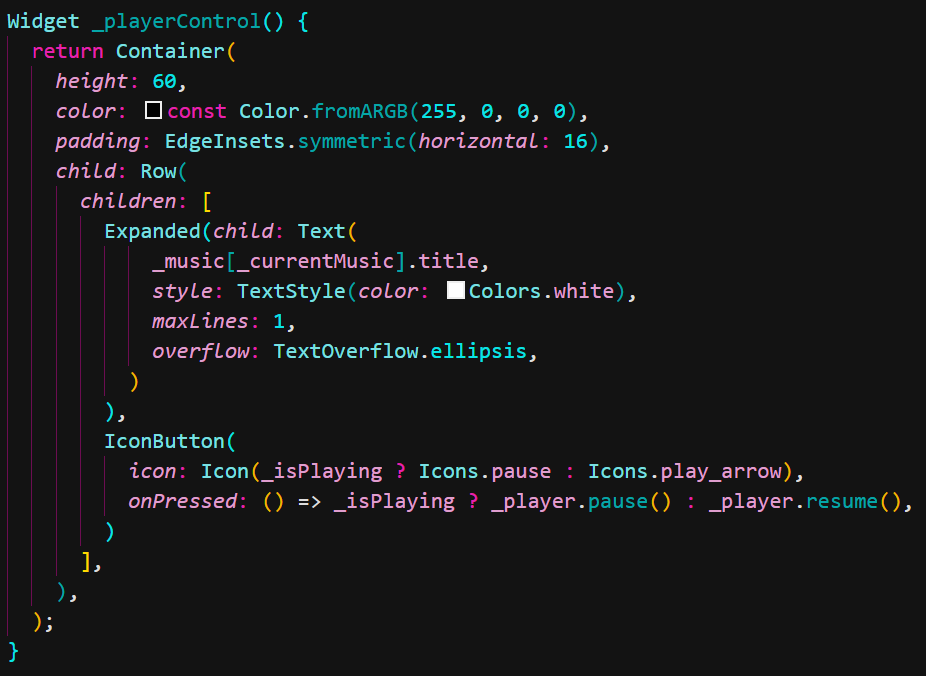 Widget _playerControl() {
  return Container(
    height: 60,
    color: const Color.fromARGB(255, 0, 0, 0),
    padding: EdgeInsets.symmetric(horizontal: 16),
    child: Row(
      children: [
        Expanded(child: Text(
            _music[_currentMusic].title,
            style: TextStyle(color: Colors.white),
            maxLines: 1,
            overflow: TextOverflow.ellipsis,
          )
        ),
        IconButton(
          icon: Icon(_isPlaying ? Icons.pause : Icons.play_arrow),
          onPressed: () => _isPlaying ? _player.pause() : _player.resume(),
        )
      ],
    ),
  );
}